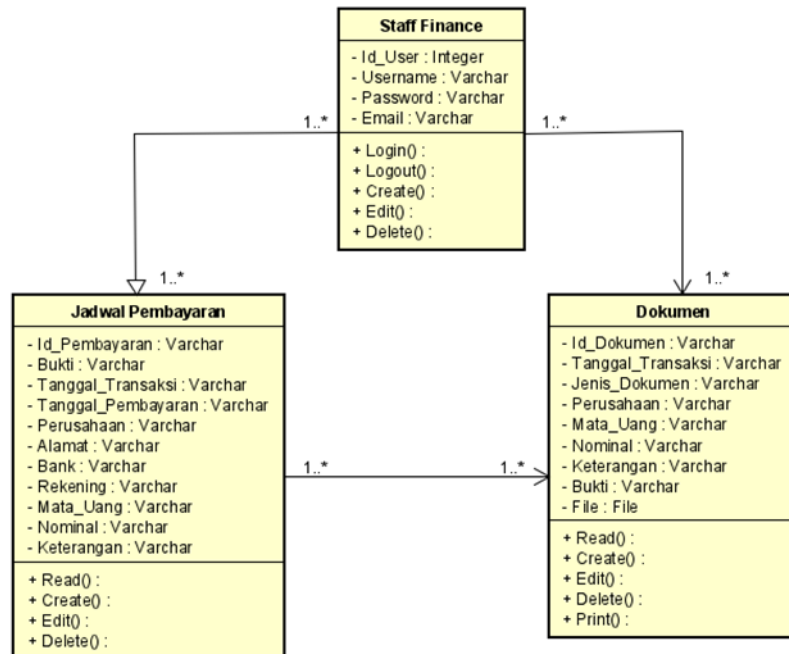 Staff Finance
- Id_User : Integer
- Username : Varchar
- Password : Varchar
- Email : Varchar
+ Login() :
+ Logout() :
+ Create() :
+ Edit() :
+ Delete() :
1..*
1..*
1..*
1..*
Jadwal Pembayaran
- Id_Pembayaran : Varchar
- Bukti : Varchar
- Tanggal_Transaksi : Varchar
- Tanggal_Pembayaran : Varchar
- Perusahaan : Varchar
- Alamat : Varchar
- Bank : Varchar
- Rekening : Varchar
- Mata_Uang : Varchar
- Nominal : Varchar
- Keterangan : Varchar
+ Read() :
+ Create() :
+ Edit() :
+ Delete() :
1..*
1..*
Dokumen
- Id_Dokumen : Varchar
- Tanggal_Transaksi : Varchar
- Jenis_Dokumen : Varchar
- Perusahaan : Varchar
- Mata_Uang : Varchar
- Nominal : Varchar
- Keterangan : Varchar
- Bukti : Varchar
- File : File
+ Read() :
+ Create() :
+ Edit() :
+ Delete() :
+ Print() :